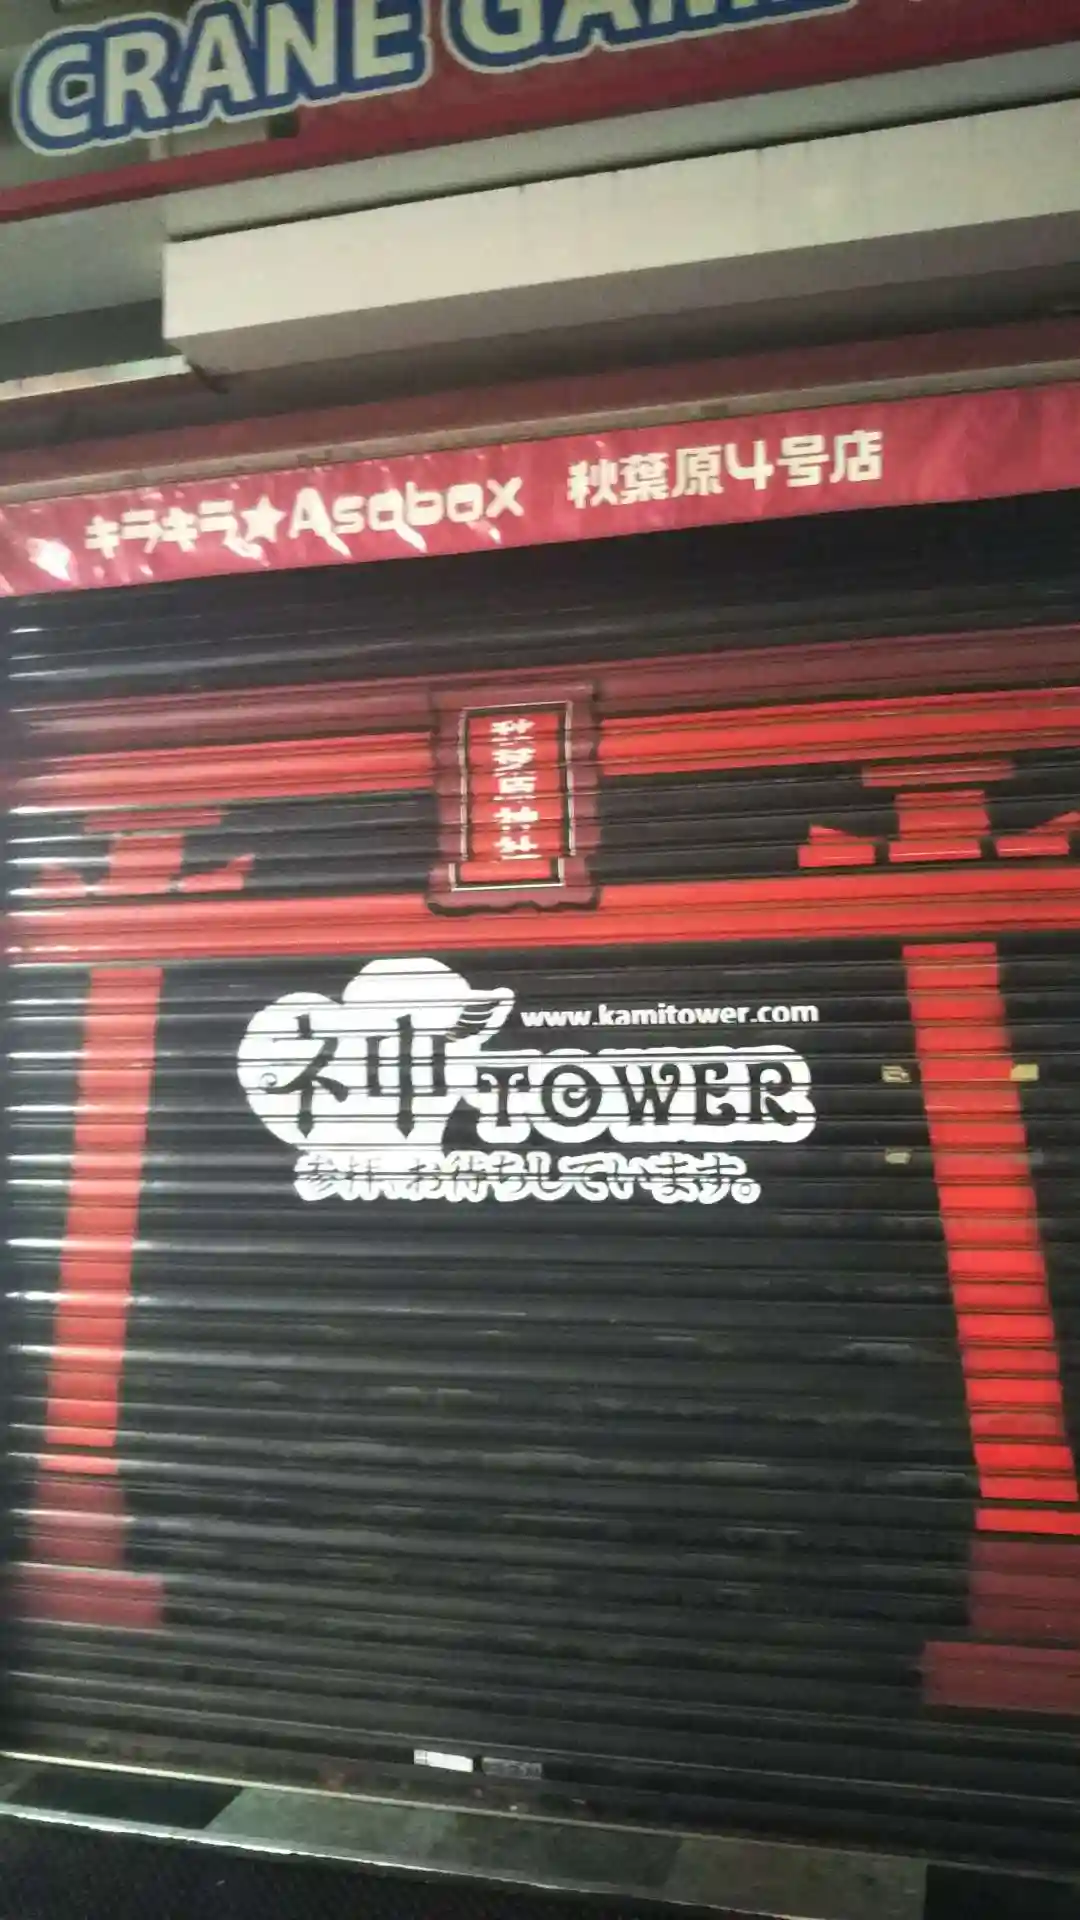 CRANE GAME
キラキラ★Asobox 秋葉原4号店
秋葉原神社
www.kamitower.com
神TOWER
参拝お待ちしています。